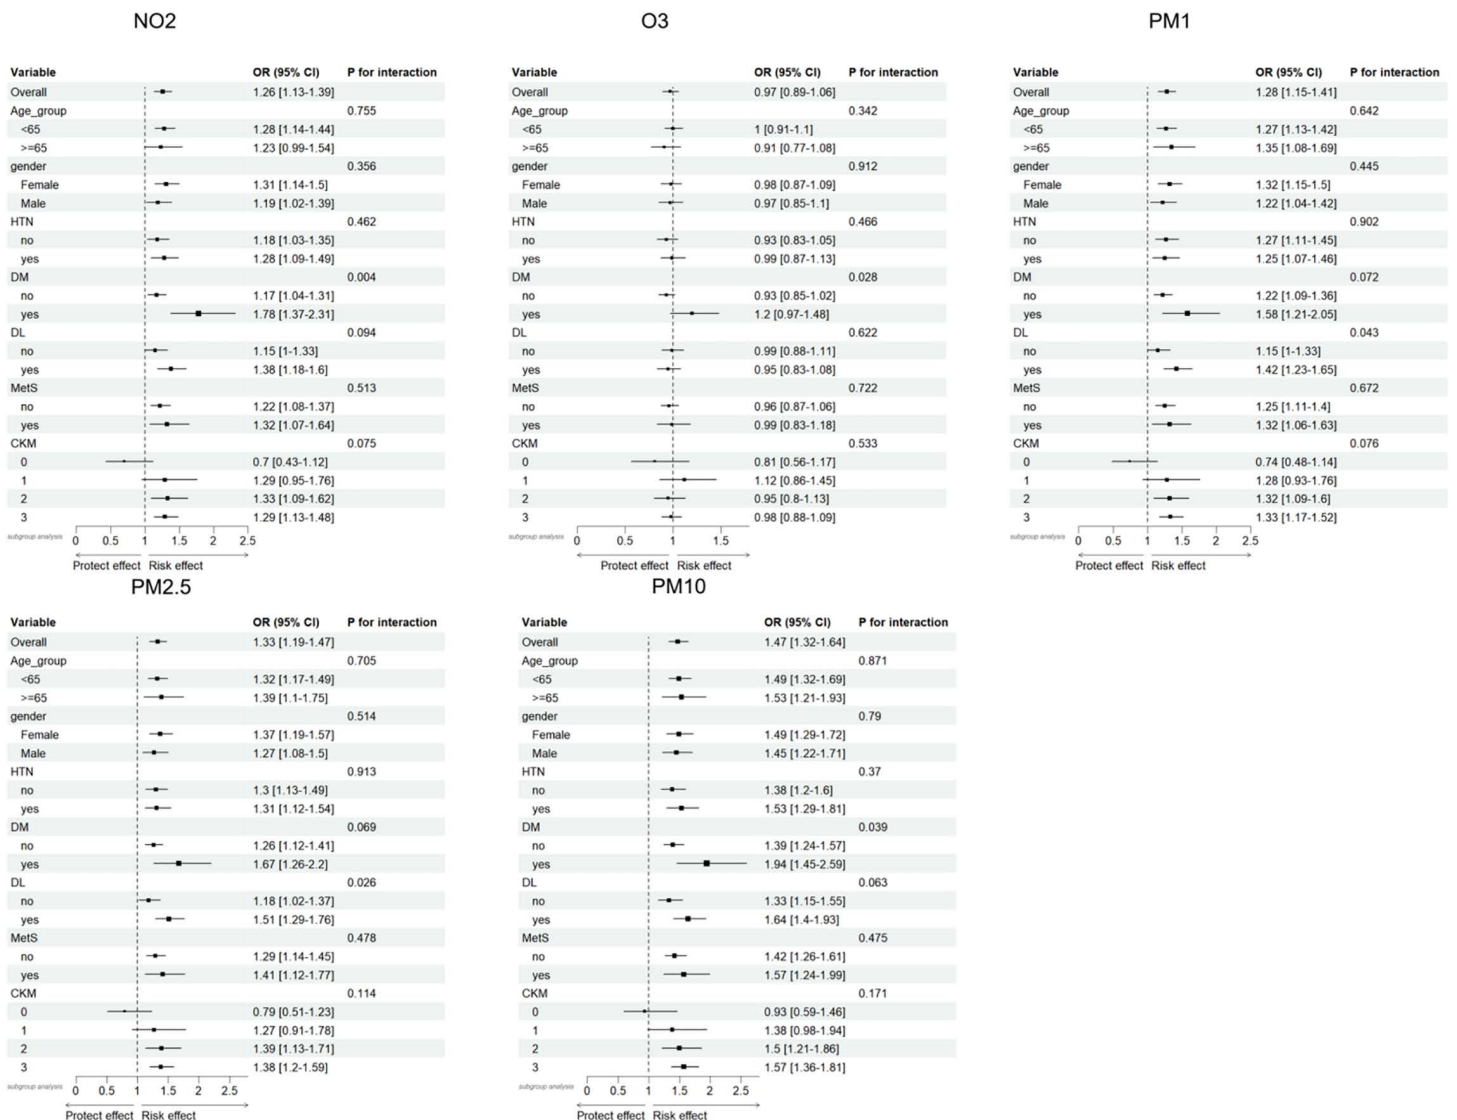 NO2
Variable OR (95% CI) P for interaction
Overall 1.26 [1.13-1.39]
Age_group 0.755
<65 1.28 [1.14-1.44]
>=65 1.23 [0.99-1.54]
gender 0.356
Female 1.31 [1.14-1.5]
Male 1.19 [1.02-1.39]
HTN 0.462
no 1.18 [1.03-1.35]
yes 1.28 [1.09-1.49]
DM 0.004
no 1.17 [1.04-1.31]
yes 1.78 [1.37-2.31]
DL 0.094
no 1.15 [1-1.33]
yes 1.38 [1.18-1.6]
MetS 0.513
no 1.22 [1.08-1.37]
yes 1.32 [1.07-1.64]
CKM 0.075
0 0.7 [0.43-1.12]
1 1.29 [0.95-1.76]
2 1.33 [1.09-1.62]
3 1.29 [1.13-1.48]
subgroup analysis 0 0.5 1 1.5 2 2.5
Protect effect Risk effect
O3
Variable OR (95% CI) P for interaction
Overall 0.97 [0.89-1.06]
Age_group 0.342
<65 1 [0.91-1.1]
>=65 0.91 [0.77-1.08]
gender 0.912
Female 0.98 [0.87-1.09]
Male 0.97 [0.85-1.1]
HTN 0.466
no 0.93 [0.83-1.05]
yes 0.99 [0.87-1.13]
DM 0.028
no 0.93 [0.85-1.02]
yes 1.2 [0.97-1.48]
DL 0.622
no 0.99 [0.88-1.11]
yes 0.95 [0.83-1.08]
MetS 0.722
no 0.96 [0.87-1.06]
yes 0.99 [0.83-1.18]
CKM 0.533
0 0.81 [0.56-1.17]
1 1.12 [0.86-1.45]
2 0.95 [0.8-1.13]
3 0.98 [0.88-1.09]
subgroup analysis 0 0.5 1 1.5
Protect effect Risk effect
PM1
Variable OR (95% CI) P for interaction
Overall 1.28 [1.15-1.41]
Age_group 0.642
<65 1.27 [1.13-1.42]
>=65 1.35 [1.08-1.69]
gender 0.445
Female 1.32 [1.15-1.5]
Male 1.22 [1.04-1.42]
HTN 0.902
no 1.27 [1.11-1.45]
yes 1.25 [1.07-1.46]
DM 0.072
no 1.22 [1.09-1.36]
yes 1.58 [1.21-2.05]
DL 0.043
no 1.15 [1-1.33]
yes 1.42 [1.23-1.65]
MetS 0.672
no 1.25 [1.11-1.4]
yes 1.32 [1.06-1.63]
CKM 0.076
0 0.74 [0.48-1.14]
1 1.28 [0.93-1.76]
2 1.32 [1.09-1.6]
3 1.33 [1.17-1.52]
subgroup analysis 0 0.5 1 1.5 2 2.5
Protect effect Risk effect
PM2.5
Variable OR (95% CI) P for interaction
Overall 1.33 [1.19-1.47]
Age_group 0.705
<65 1.32 [1.17-1.49]
>=65 1.39 [1.1-1.75]
gender 0.514
Female 1.37 [1.19-1.57]
Male 1.27 [1.08-1.5]
HTN 0.913
no 1.3 [1.13-1.49]
yes 1.31 [1.12-1.54]
DM 0.069
no 1.26 [1.12-1.41]
yes 1.67 [1.26-2.2]
DL 0.026
no 1.18 [1.02-1.37]
yes 1.51 [1.29-1.76]
MetS 0.478
no 1.29 [1.14-1.45]
yes 1.41 [1.12-1.77]
CKM 0.114
0 0.79 [0.51-1.23]
1 1.27 [0.91-1.78]
2 1.39 [1.13-1.71]
3 1.38 [1.2-1.59]
subgroup analysis 0 0.5 1 1.5 2 2.5
Protect effect Risk effect
PM10
Variable OR (95% CI) P for interaction
Overall 1.47 [1.32-1.64]
Age_group 0.871
<65 1.49 [1.32-1.69]
>=65 1.53 [1.21-1.93]
gender 0.79
Female 1.49 [1.29-1.72]
Male 1.45 [1.22-1.71]
HTN 0.37
no 1.38 [1.2-1.6]
yes 1.53 [1.29-1.81]
DM 0.039
no 1.39 [1.24-1.57]
yes 1.94 [1.45-2.59]
DL 0.063
no 1.33 [1.15-1.55]
yes 1.64 [1.4-1.93]
MetS 0.475
no 1.42 [1.26-1.61]
yes 1.57 [1.24-1.99]
CKM 0.171
0 0.93 [0.59-1.46]
1 1.38 [0.98-1.94]
2 1.5 [1.21-1.86]
3 1.57 [1.36-1.81]
subgroup analysis 0 0.5 1 1.5 2 2.5
Protect effect Risk effect